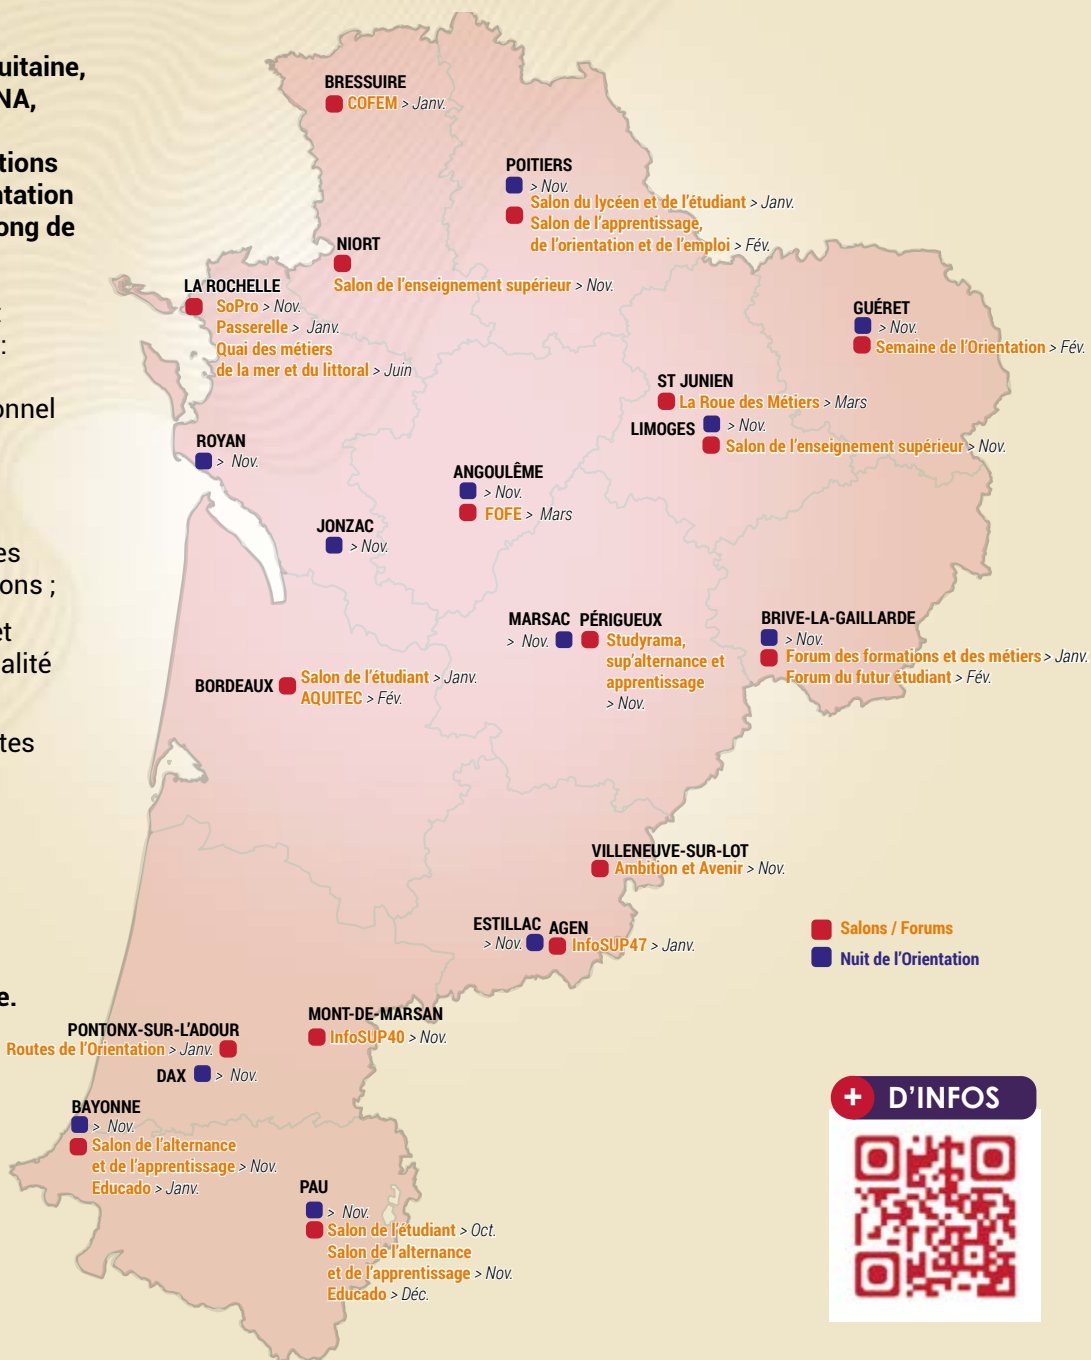 uitaine,
NA,
tions
ntation
ong de
:
onnel
es
ons ;
et
alité
tes
e.
BRESSUIRE
COFEM > Janv.
POITIERS
> Nov.
Salon du lycéen et de l'étudiant > Janv.
Salon de l'apprentissage,
de l'orientation et de l'emploi > Fév.
NIORT
Salon de l'enseignement supérieur > Nov.
LA ROCHELLE
SoPro > Nov.
Passerelle > Janv.
Quai des métiers
de la mer et du littoral > Juin
GUÉRET
> Nov.
Semaine de l'Orientation > Fév.
ST JUNIEN
La Roue des Métiers > Mars
LIMOGES > Nov.
Salon de l'enseignement supérieur > Nov.
ROYAN
> Nov.
ANGOULÊME
> Nov.
FOFE > Mars
JONZAC
> Nov.
MARSAC
> Nov.
PÉRIGUEUX
Studyrama,
sup'alternance et
apprentissage
> Nov.
BRIVE-LA-GAILLARDE
> Nov.
Forum des formations et des métiers > Janv.
Forum du futur étudiant > Fév.
BORDEAUX
Salon de l'étudiant > Janv.
AQUITEC > Fév.
VILLENEUVE-SUR-LOT
Ambition et Avenir > Nov.
ESTILLAC
> Nov.
AGEN
InfoSUP47 > Janv.
Salons / Forums
Nuit de l'Orientation
MONT-DE-MARSAN
InfoSUP40 > Nov.
PONTONX-SUR-L'ADOUR
Routes de l'Orientation > Janv.
DAX > Nov.
BAYONNE
> Nov.
Salon de l'alternance
et de l'apprentissage > Nov.
Educado > Janv.
PAU
> Nov.
Salon de l'étudiant > Oct.
Salon de l'alternance
et de l'apprentissage > Nov.
Educado > Déc.
+ D'INFOS